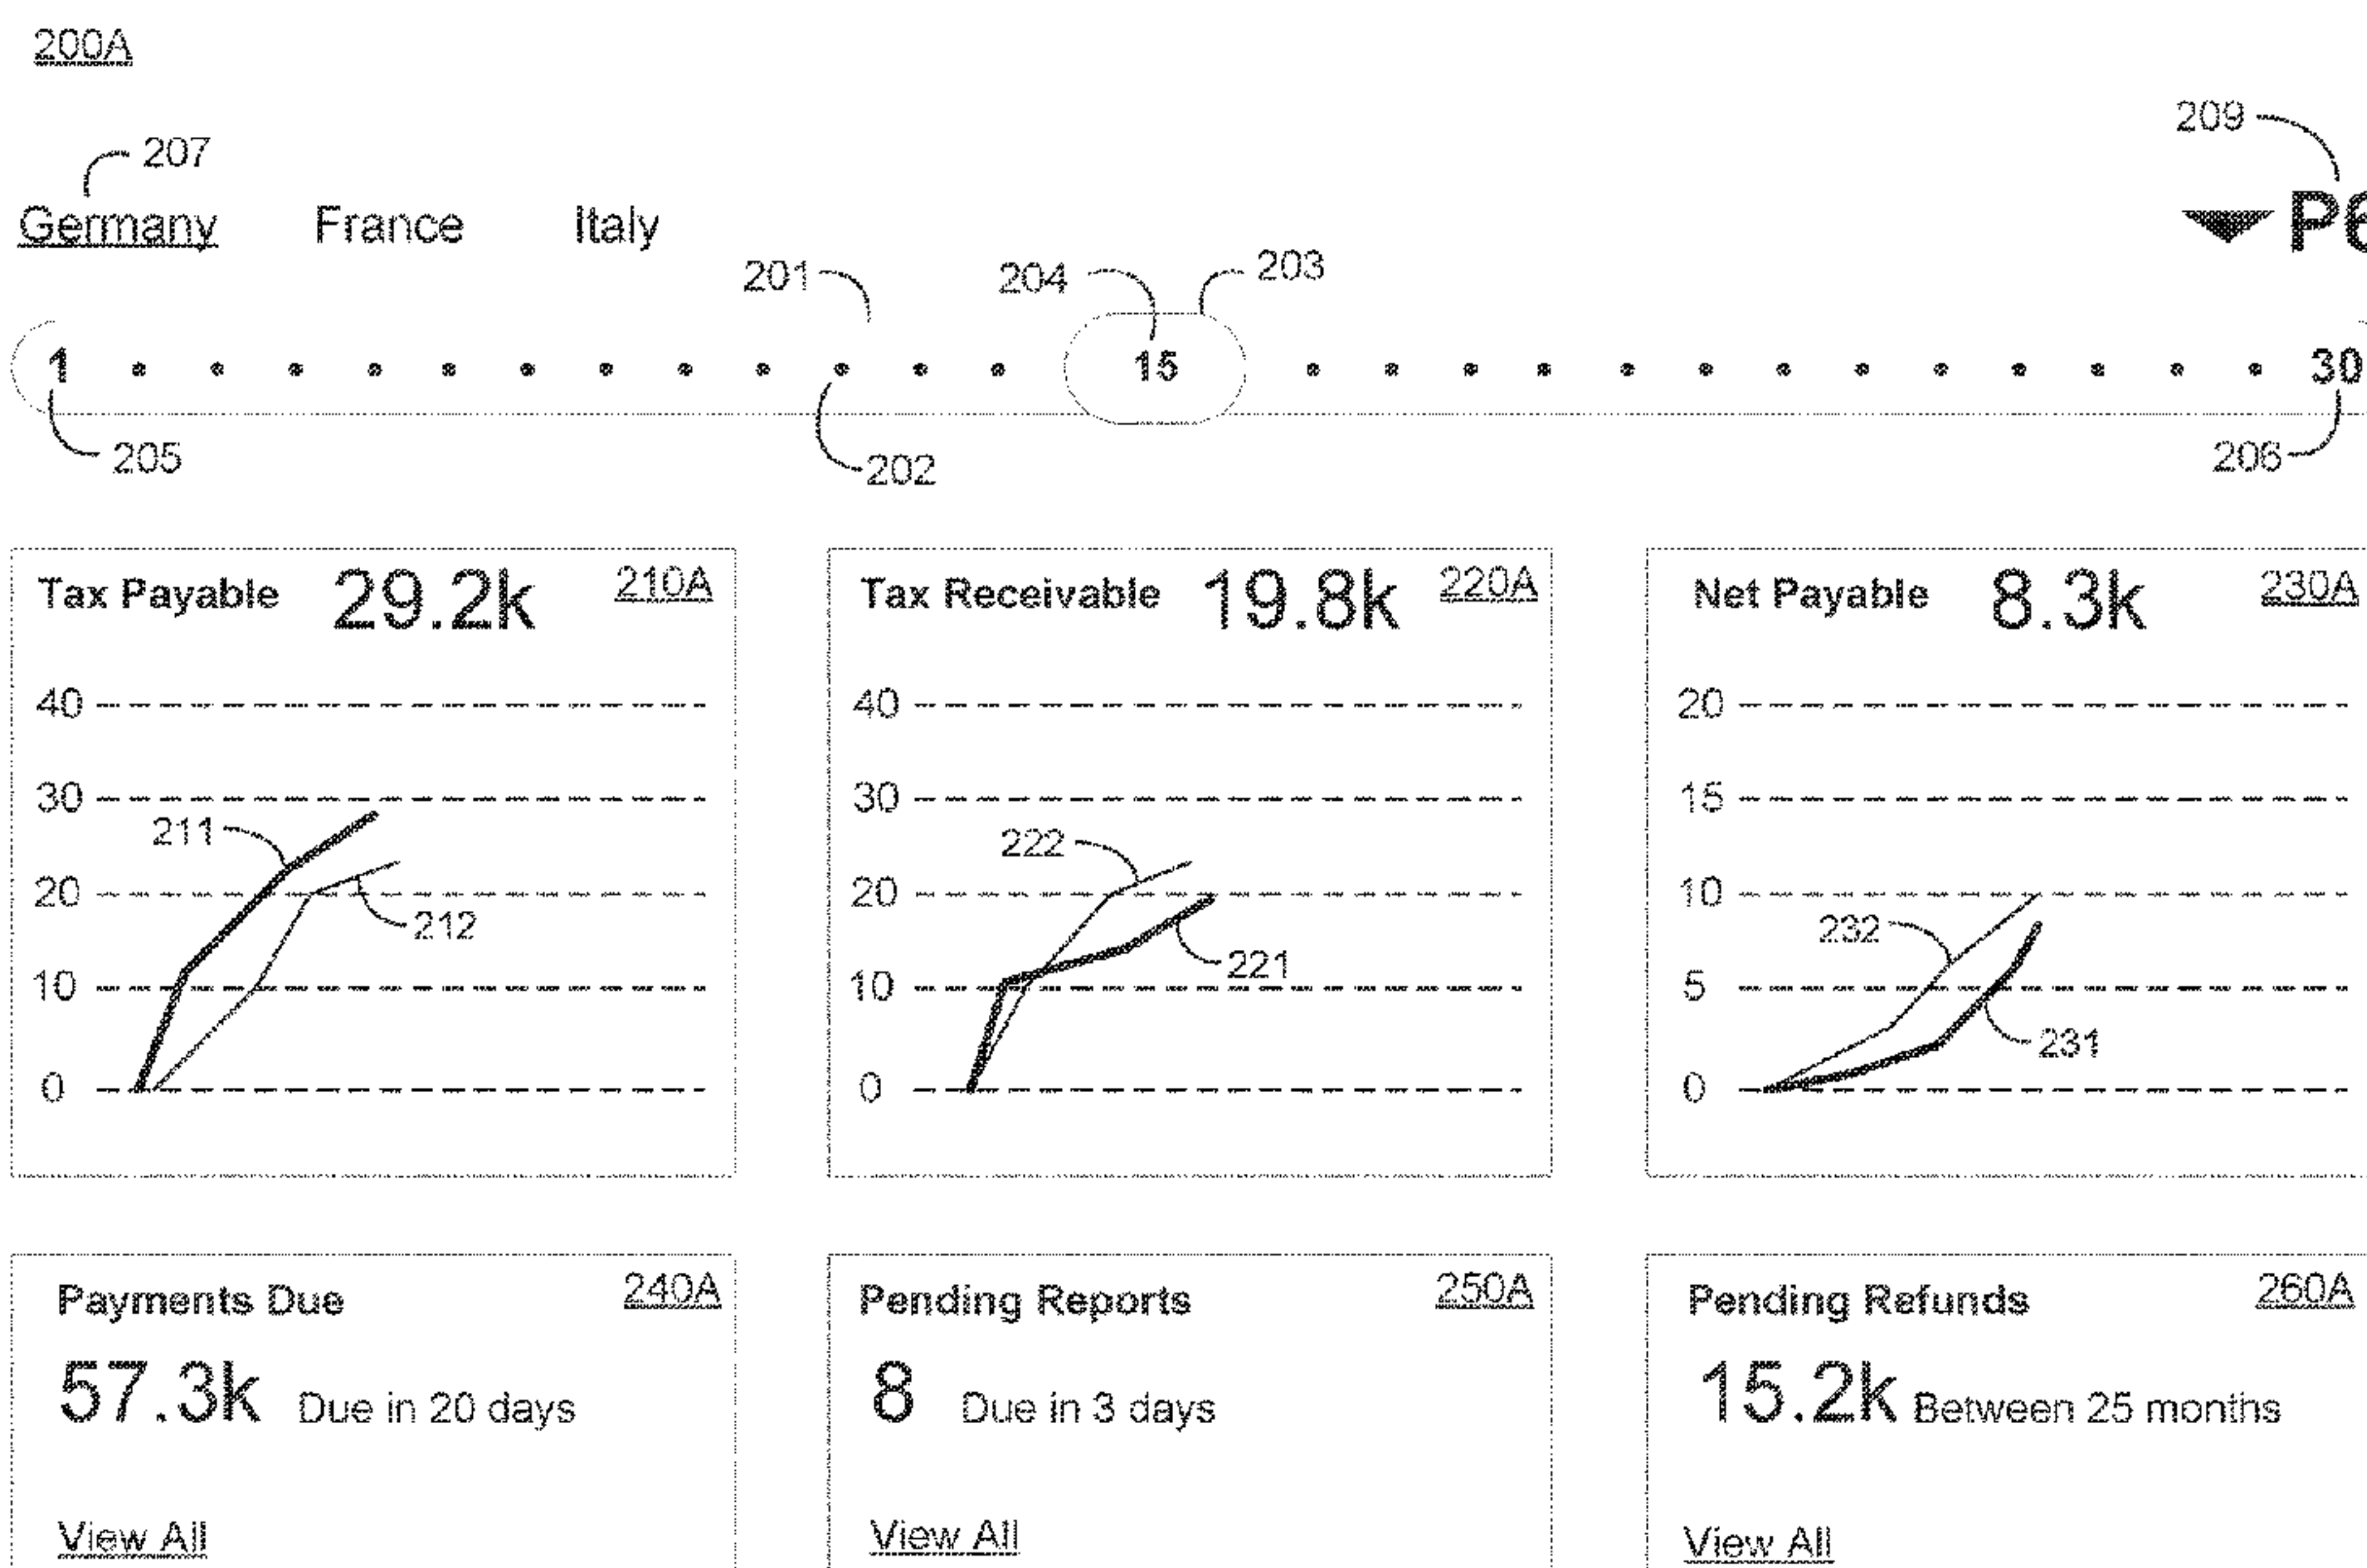 200A
209
207
Germany France Italy P6
201 204 203
1 15 30
205 202 206
Tax Payable 29.2k 210A
40
30
211
20
212
10
0
Tax Receivable 19.8k 220A
40
30
222
20
221
10
0
Net Payable 8.3k 230A
20
15
10
232
5
231
0
Payments Due 240A
57.3k Due in 20 days
View All
Pending Reports 250A
8 Due in 3 days
View All
Pending Refunds 260A
15.2k Between 25 months
View All